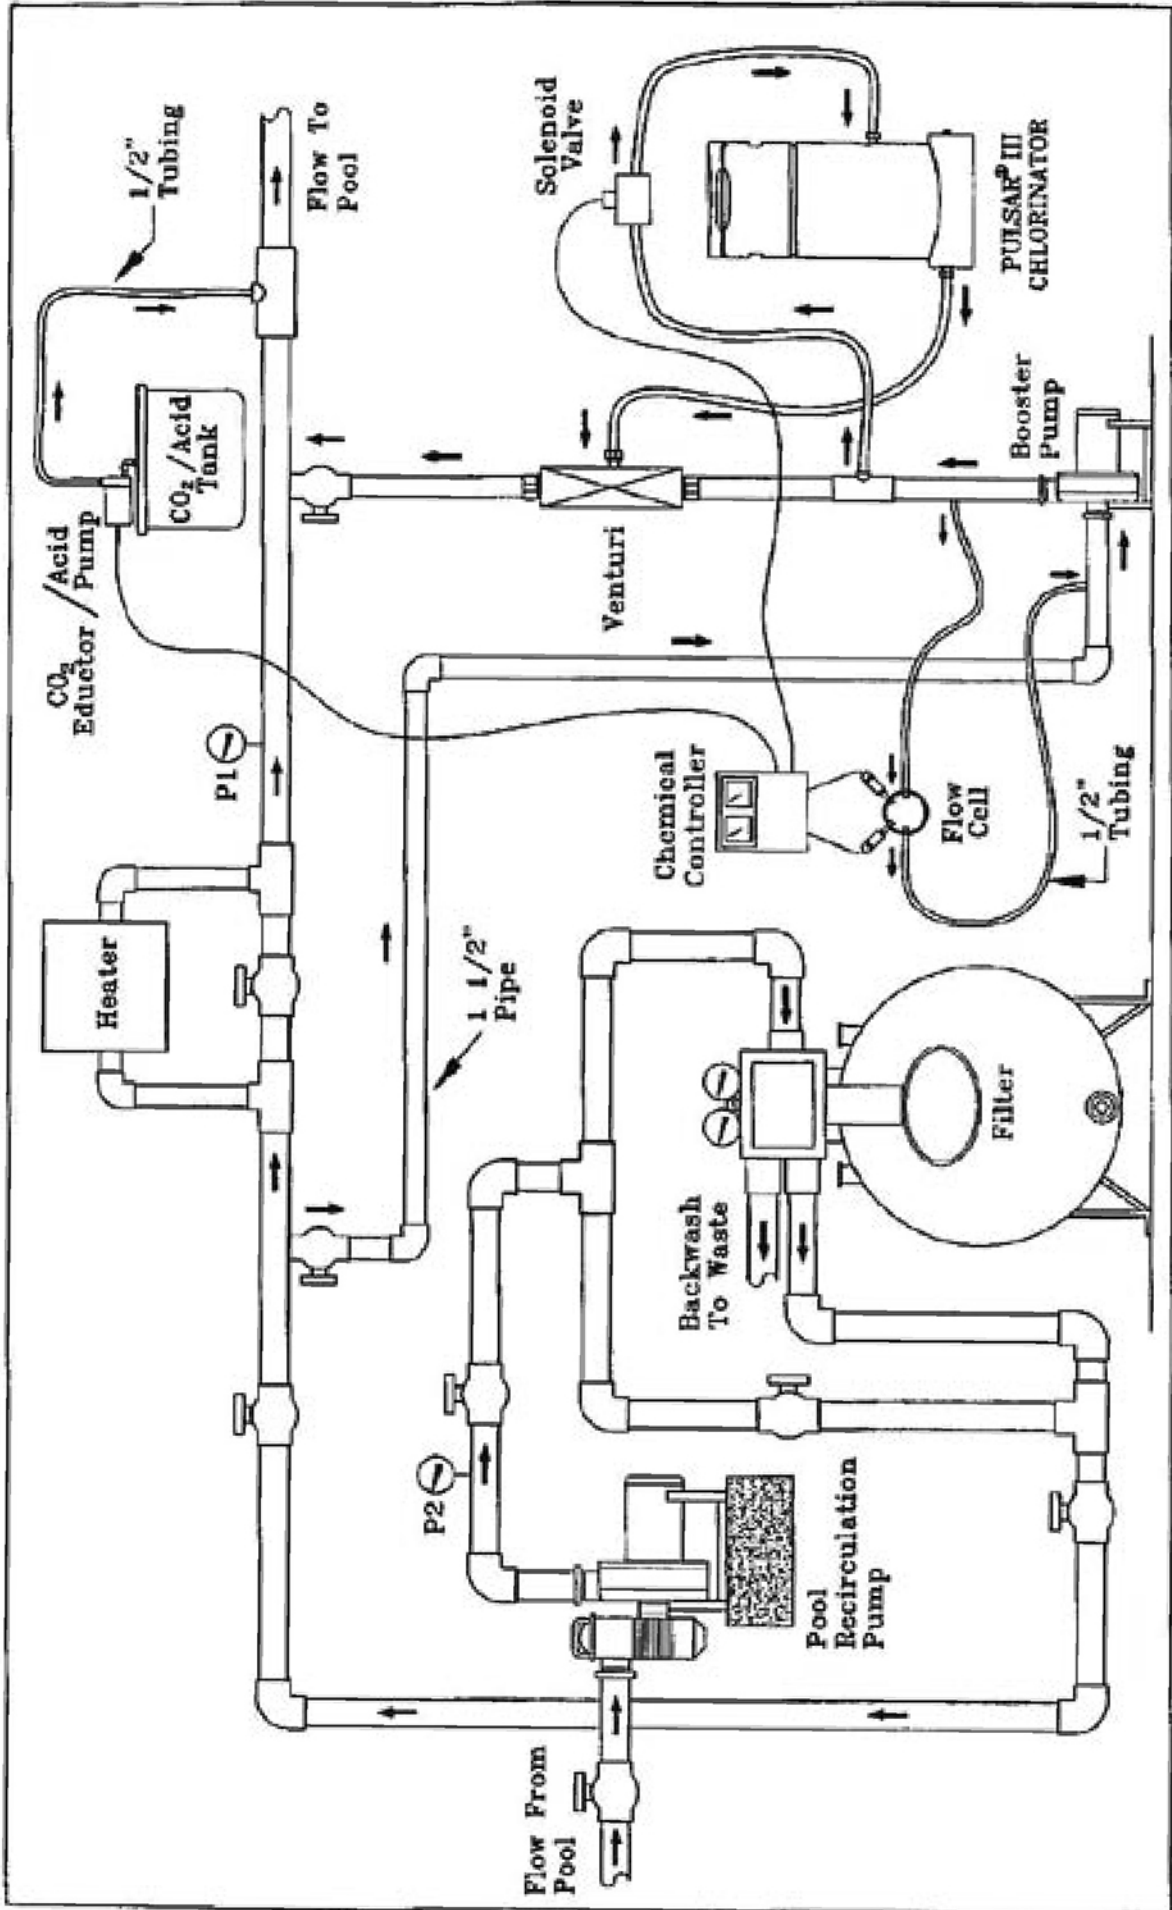 Flow From
Pool
P2
Pool
Recirculation
Pump
Backwash
To Waste
Filter
Heater
1 1/2"
Pipe
P1
CO₂ /Acid
Eductor / Pump
CO₂ /Acid
Tank
1/2"
Tubing
Flow To
Pool
Chemical
Controller
Flow
Cell
1/2"
Tubing
Venturi
Solenoid
Valve
Booster
Pump
PULSAR® III
CHLORINATOR